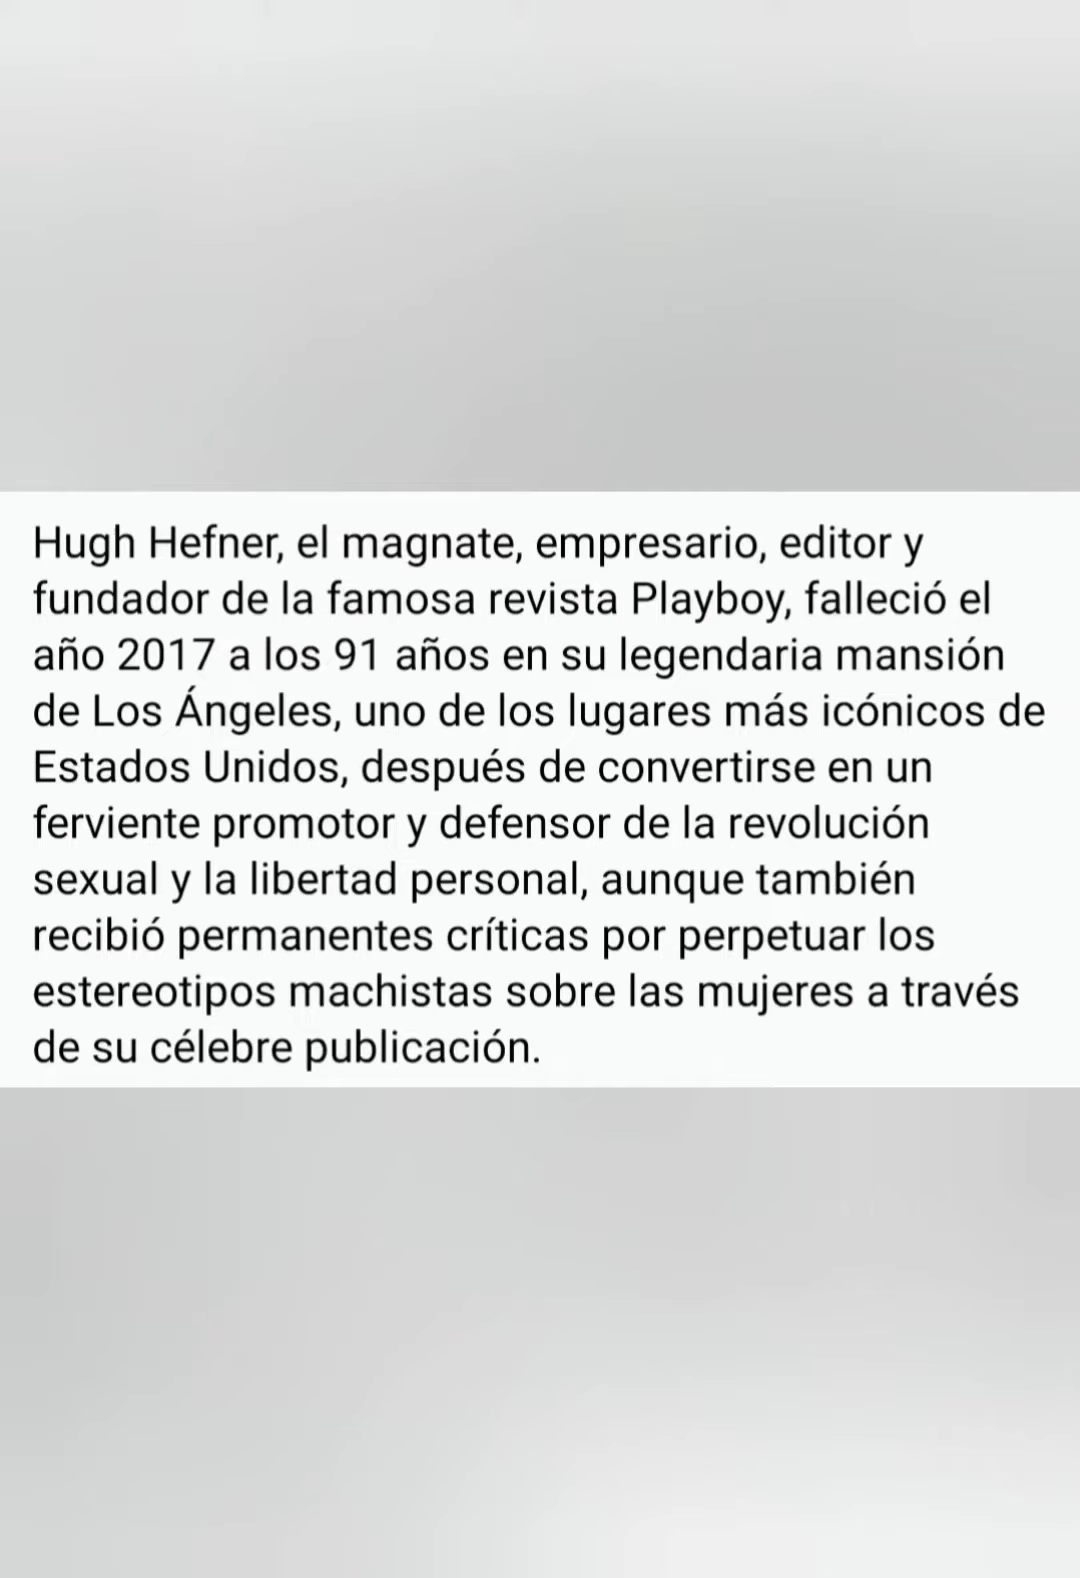 Hugh Hefner, el magnate, empresario, editor y
fundador de la famosa revista Playboy, falleció el
año 2017 a los 91 años en su legendaria mansión
de Los Ángeles, uno de los lugares más icónicos de
Estados Unidos, después de convertirse en un
ferviente promotor y defensor de la revolución
sexual y la libertad personal, aunque también
recibió permanentes críticas por perpetuar los
estereotipos machistas sobre las mujeres a través
de su célebre publicación.